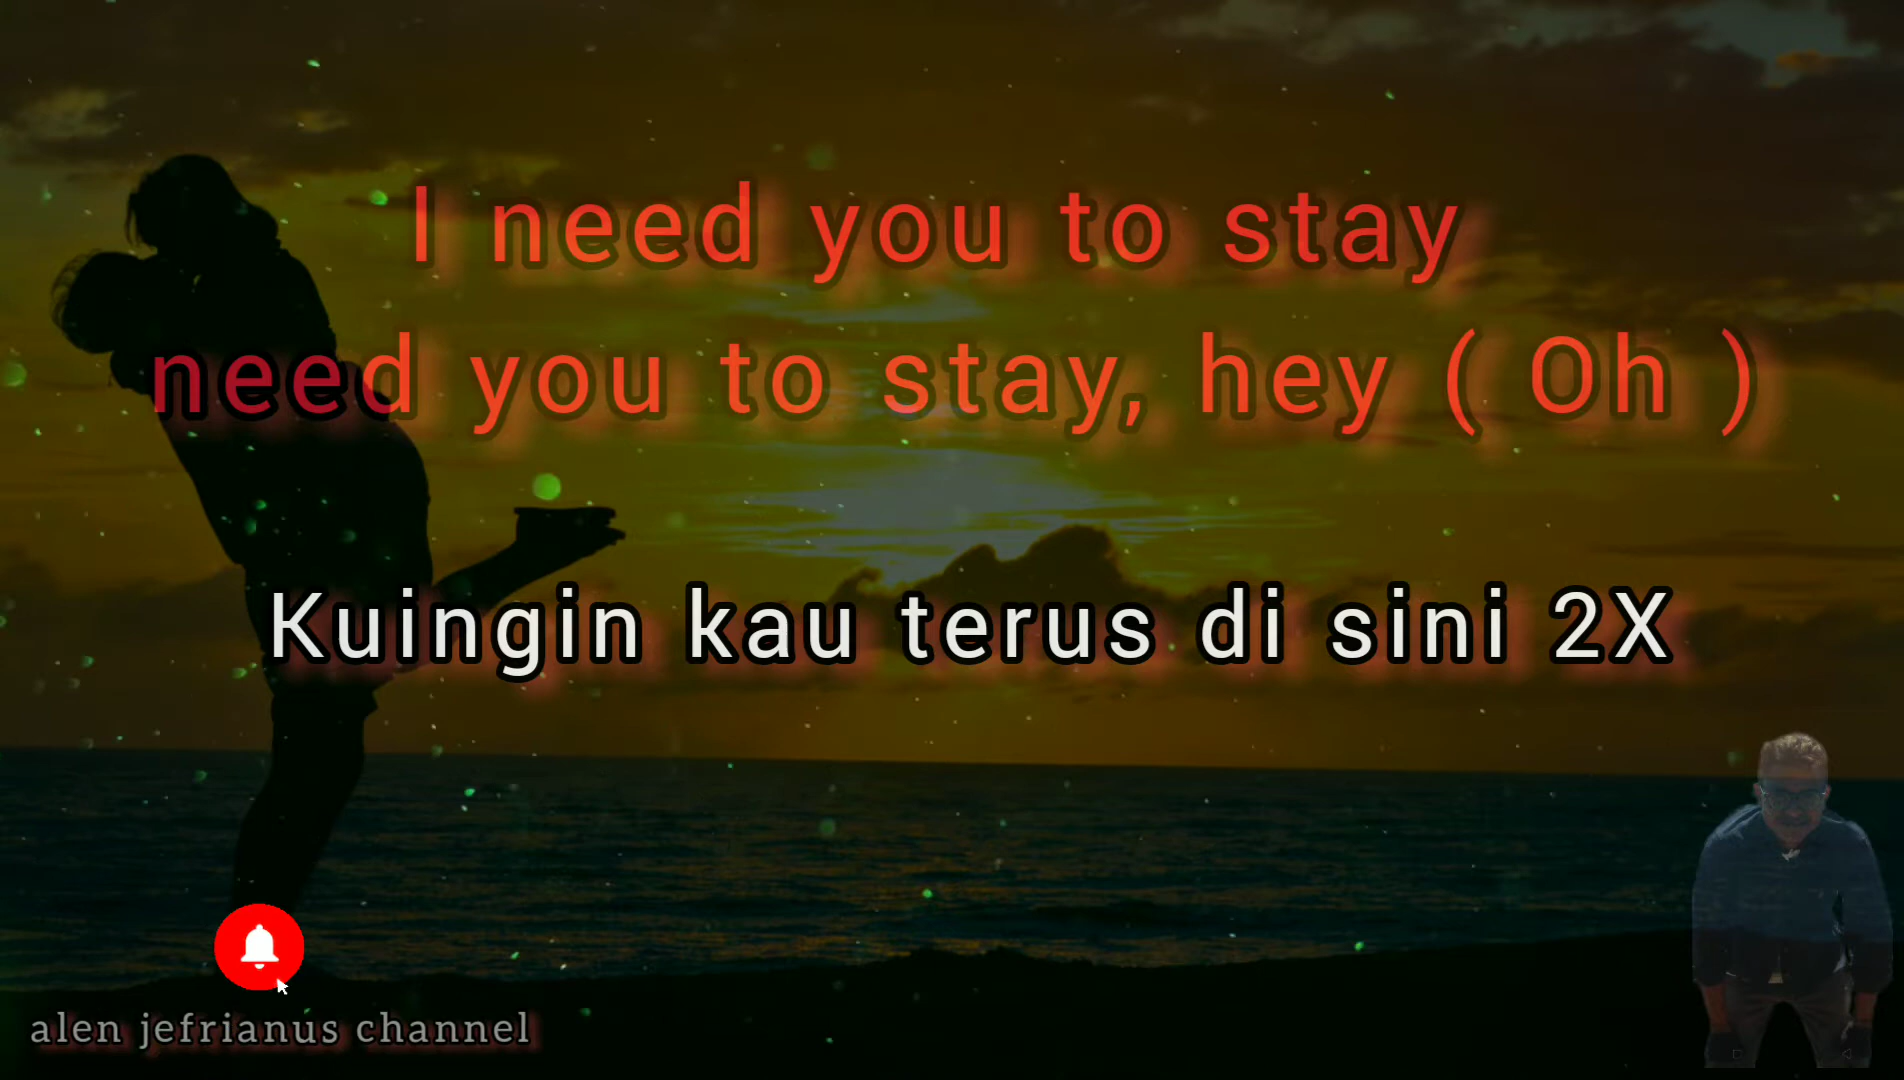 I need you to stay
need you to stay, hey ( Oh )
Kuingin kau terus di sini 2X
alen jefrianus channel